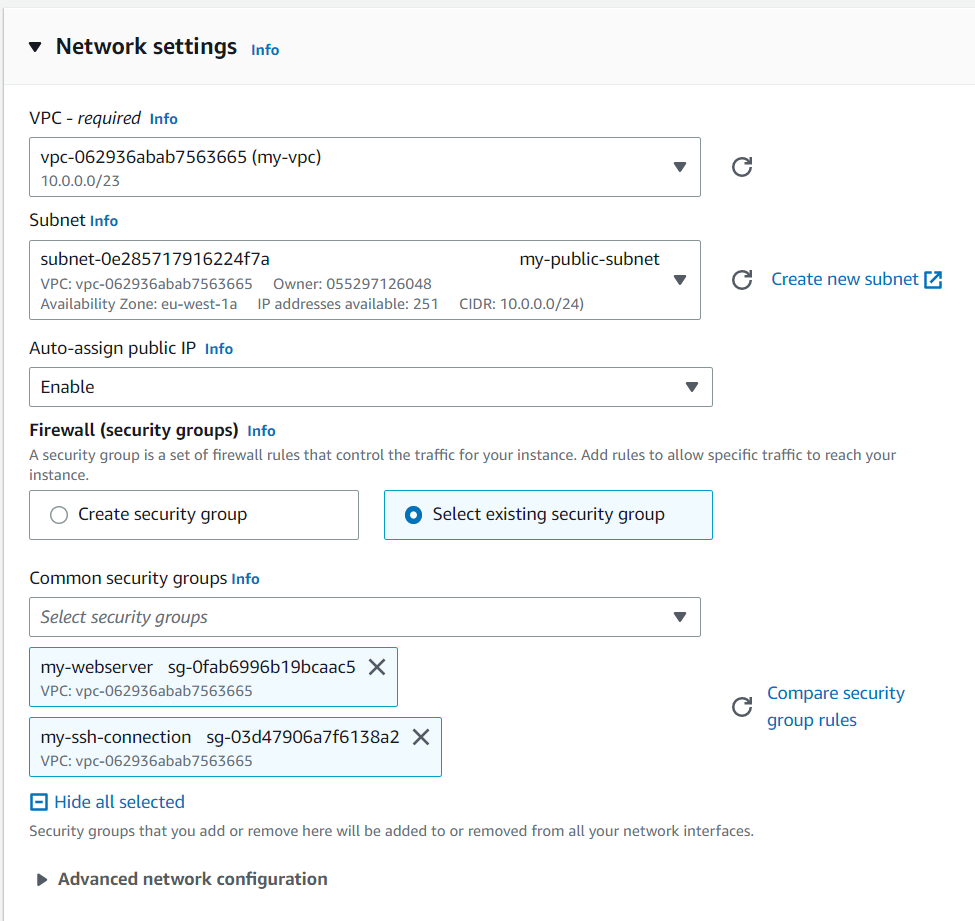 Network settings Info
VPC - required Info
vpc-062936abab7563665 (my-vpc)
10.0.0.0/23
Subnet Info
subnet-0e285717916224f7a my-public-subnet
VPC: vpc-062936abab7563665 Owner: 055297126048
Availability Zone: eu-west-1a IP addresses available: 251 CIDR: 10.0.0.0/24)
Create new subnet
Auto-assign public IP Info
Enable
Firewall (security groups) Info
A security group is a set of firewall rules that control the traffic for your instance. Add rules to allow specific traffic to reach your
instance.
Create security group
Select existing security group
Common security groups Info
Select security groups
my-webserver sg-0fab6996b19bcaac5
VPC: vpc-062936abab7563665
my-ssh-connection sg-03d47906a7f6138a2
VPC: vpc-062936abab7563665
Compare security
group rules
Hide all selected
Security groups that you add or remove here will be added to or removed from all your network interfaces.
Advanced network configuration